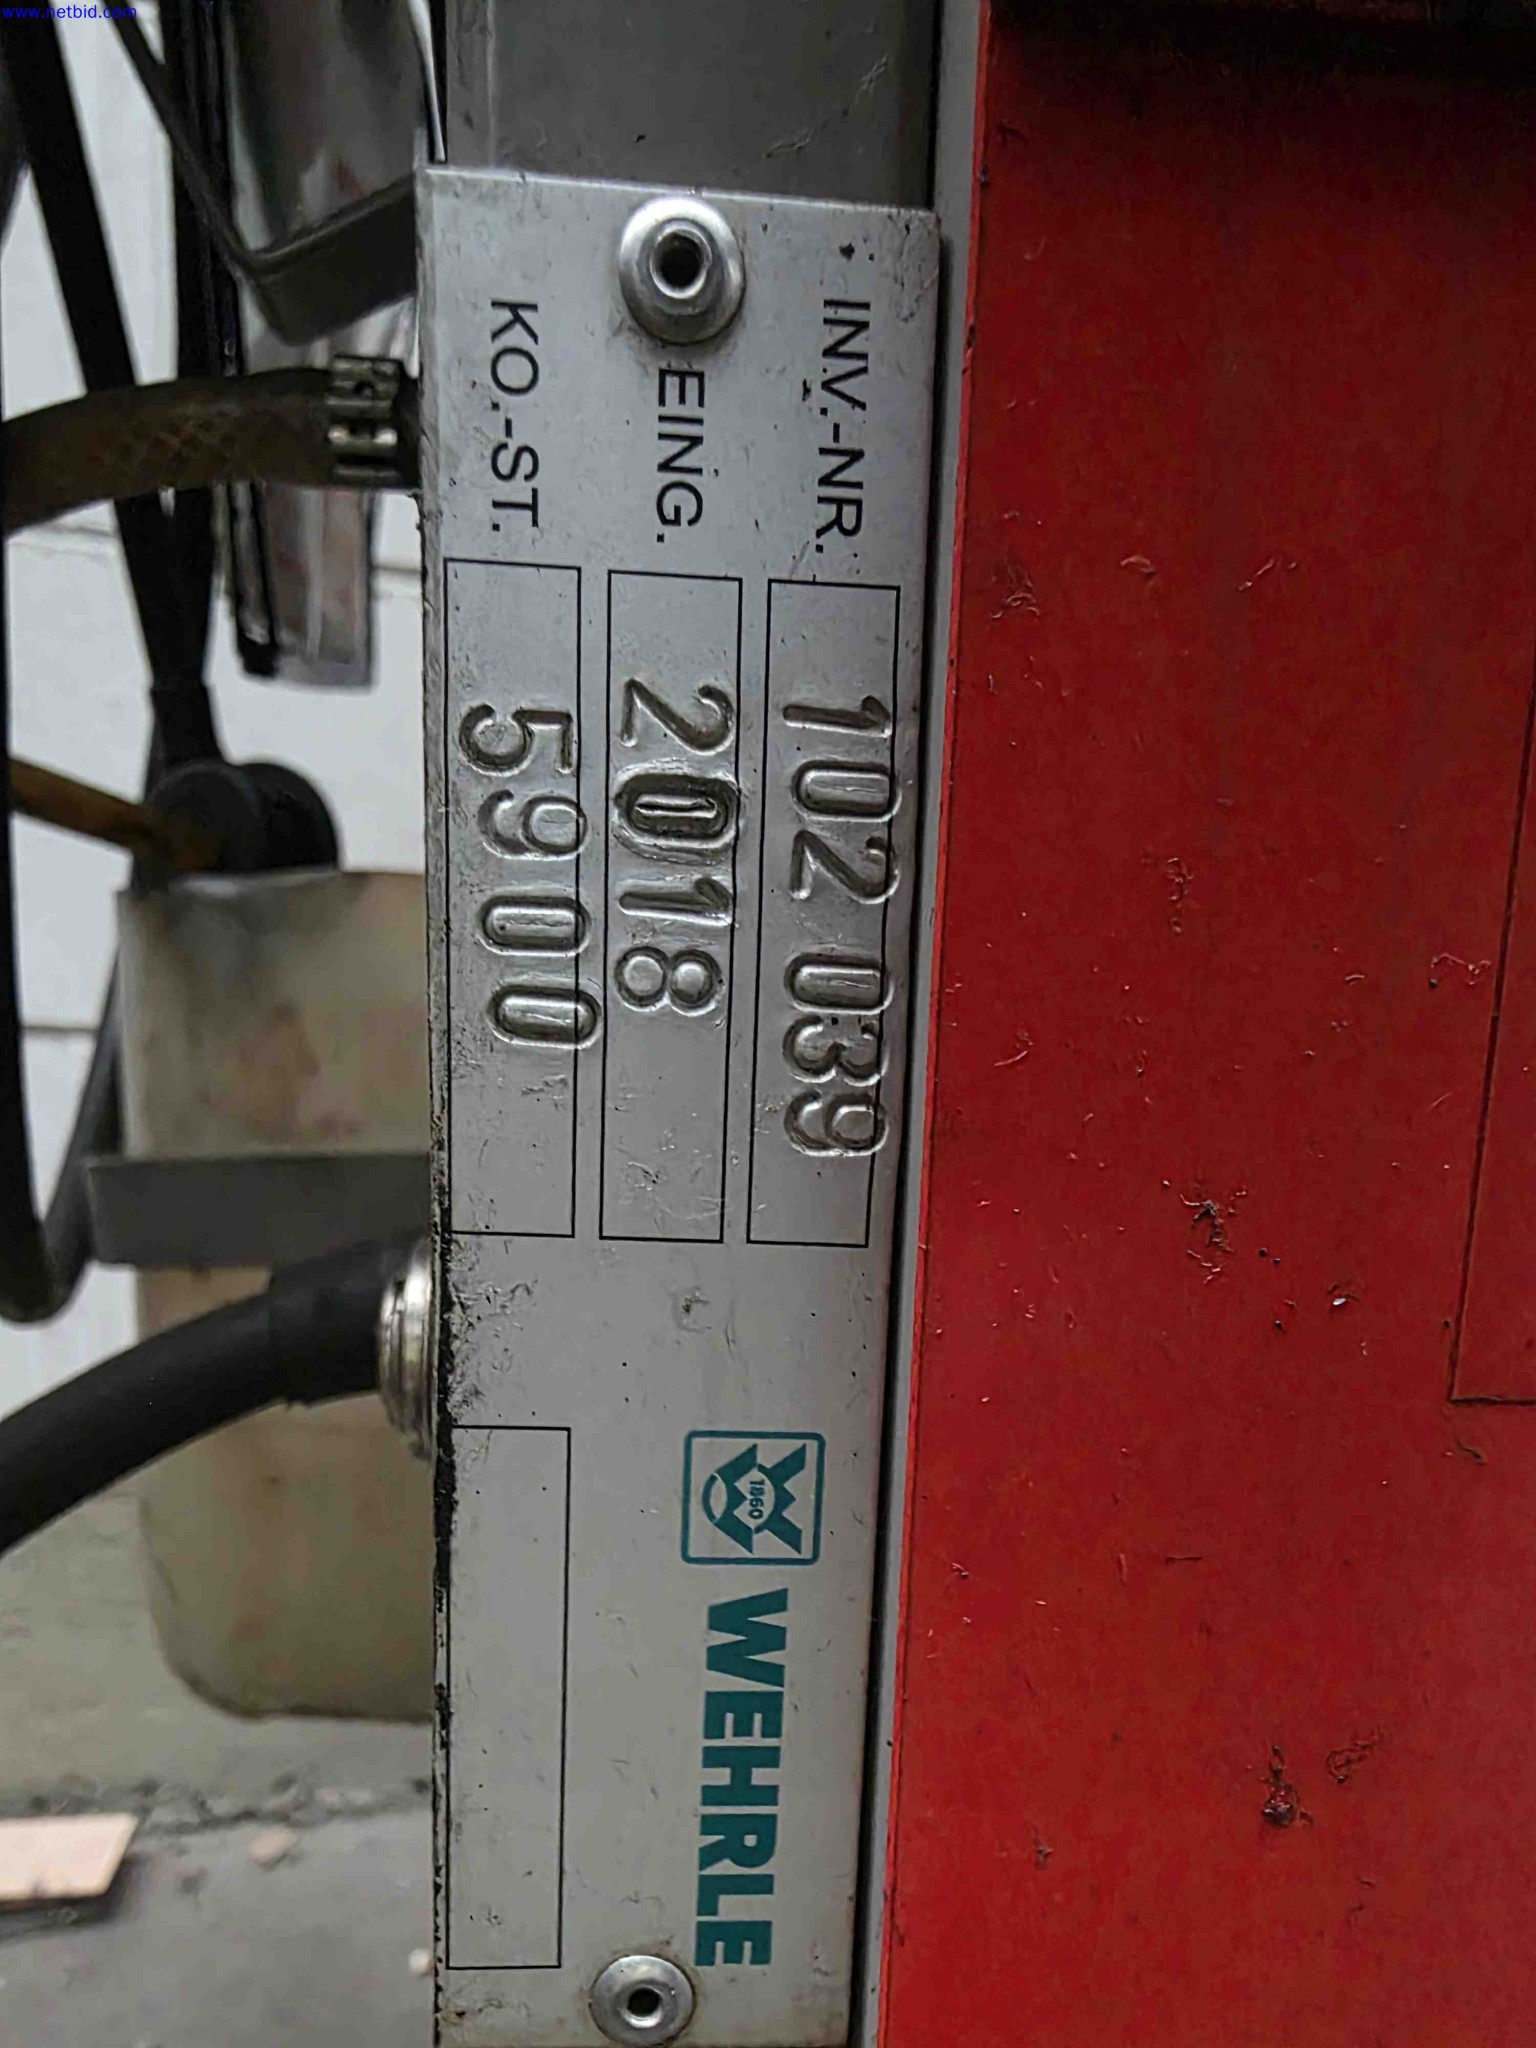 www.netbid.com
INV.-NR. 102 039
EING. 2018
KO.-ST. 5900
1860
WEHRLE